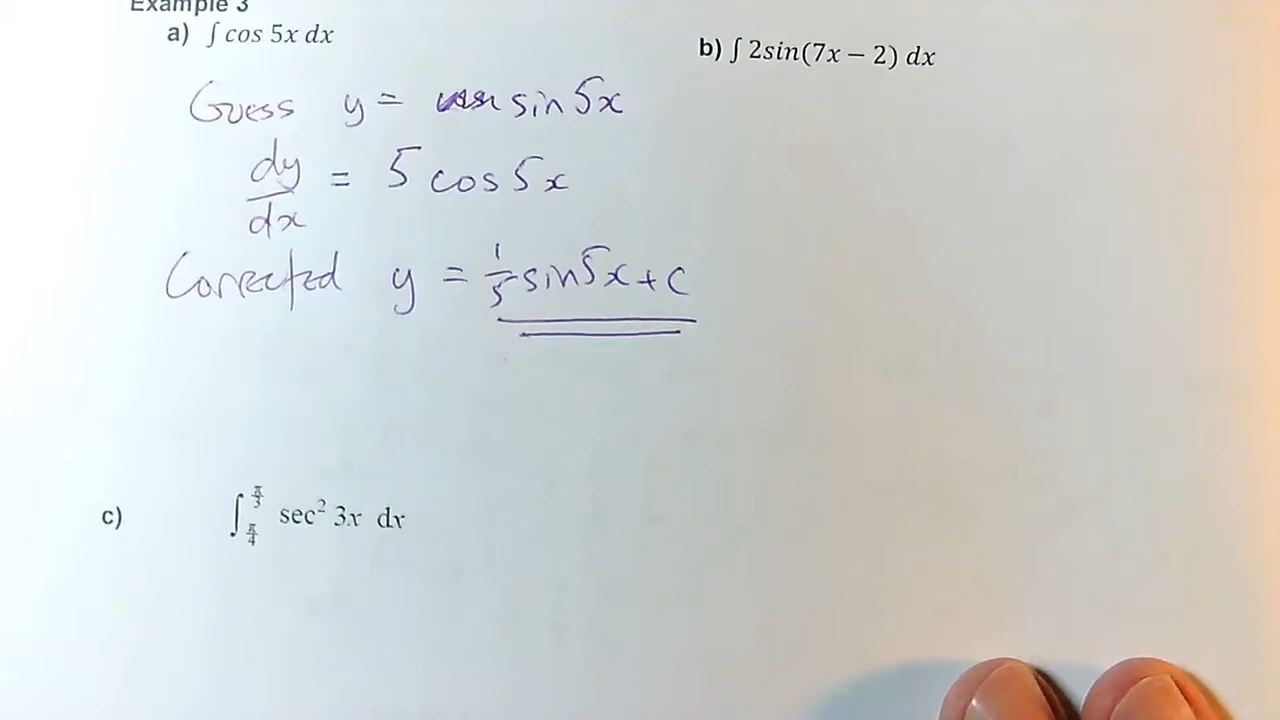 Example 3
a) ∫ cos 5x dx
b) ∫ 2sin(7x − 2) dx
Guess y = sin 5x
dy/dx = 5 cos 5x
Corrected y = 1/5 sin 5x + c
c) ∫_{π/4}^{π/3} sec² 3x dx